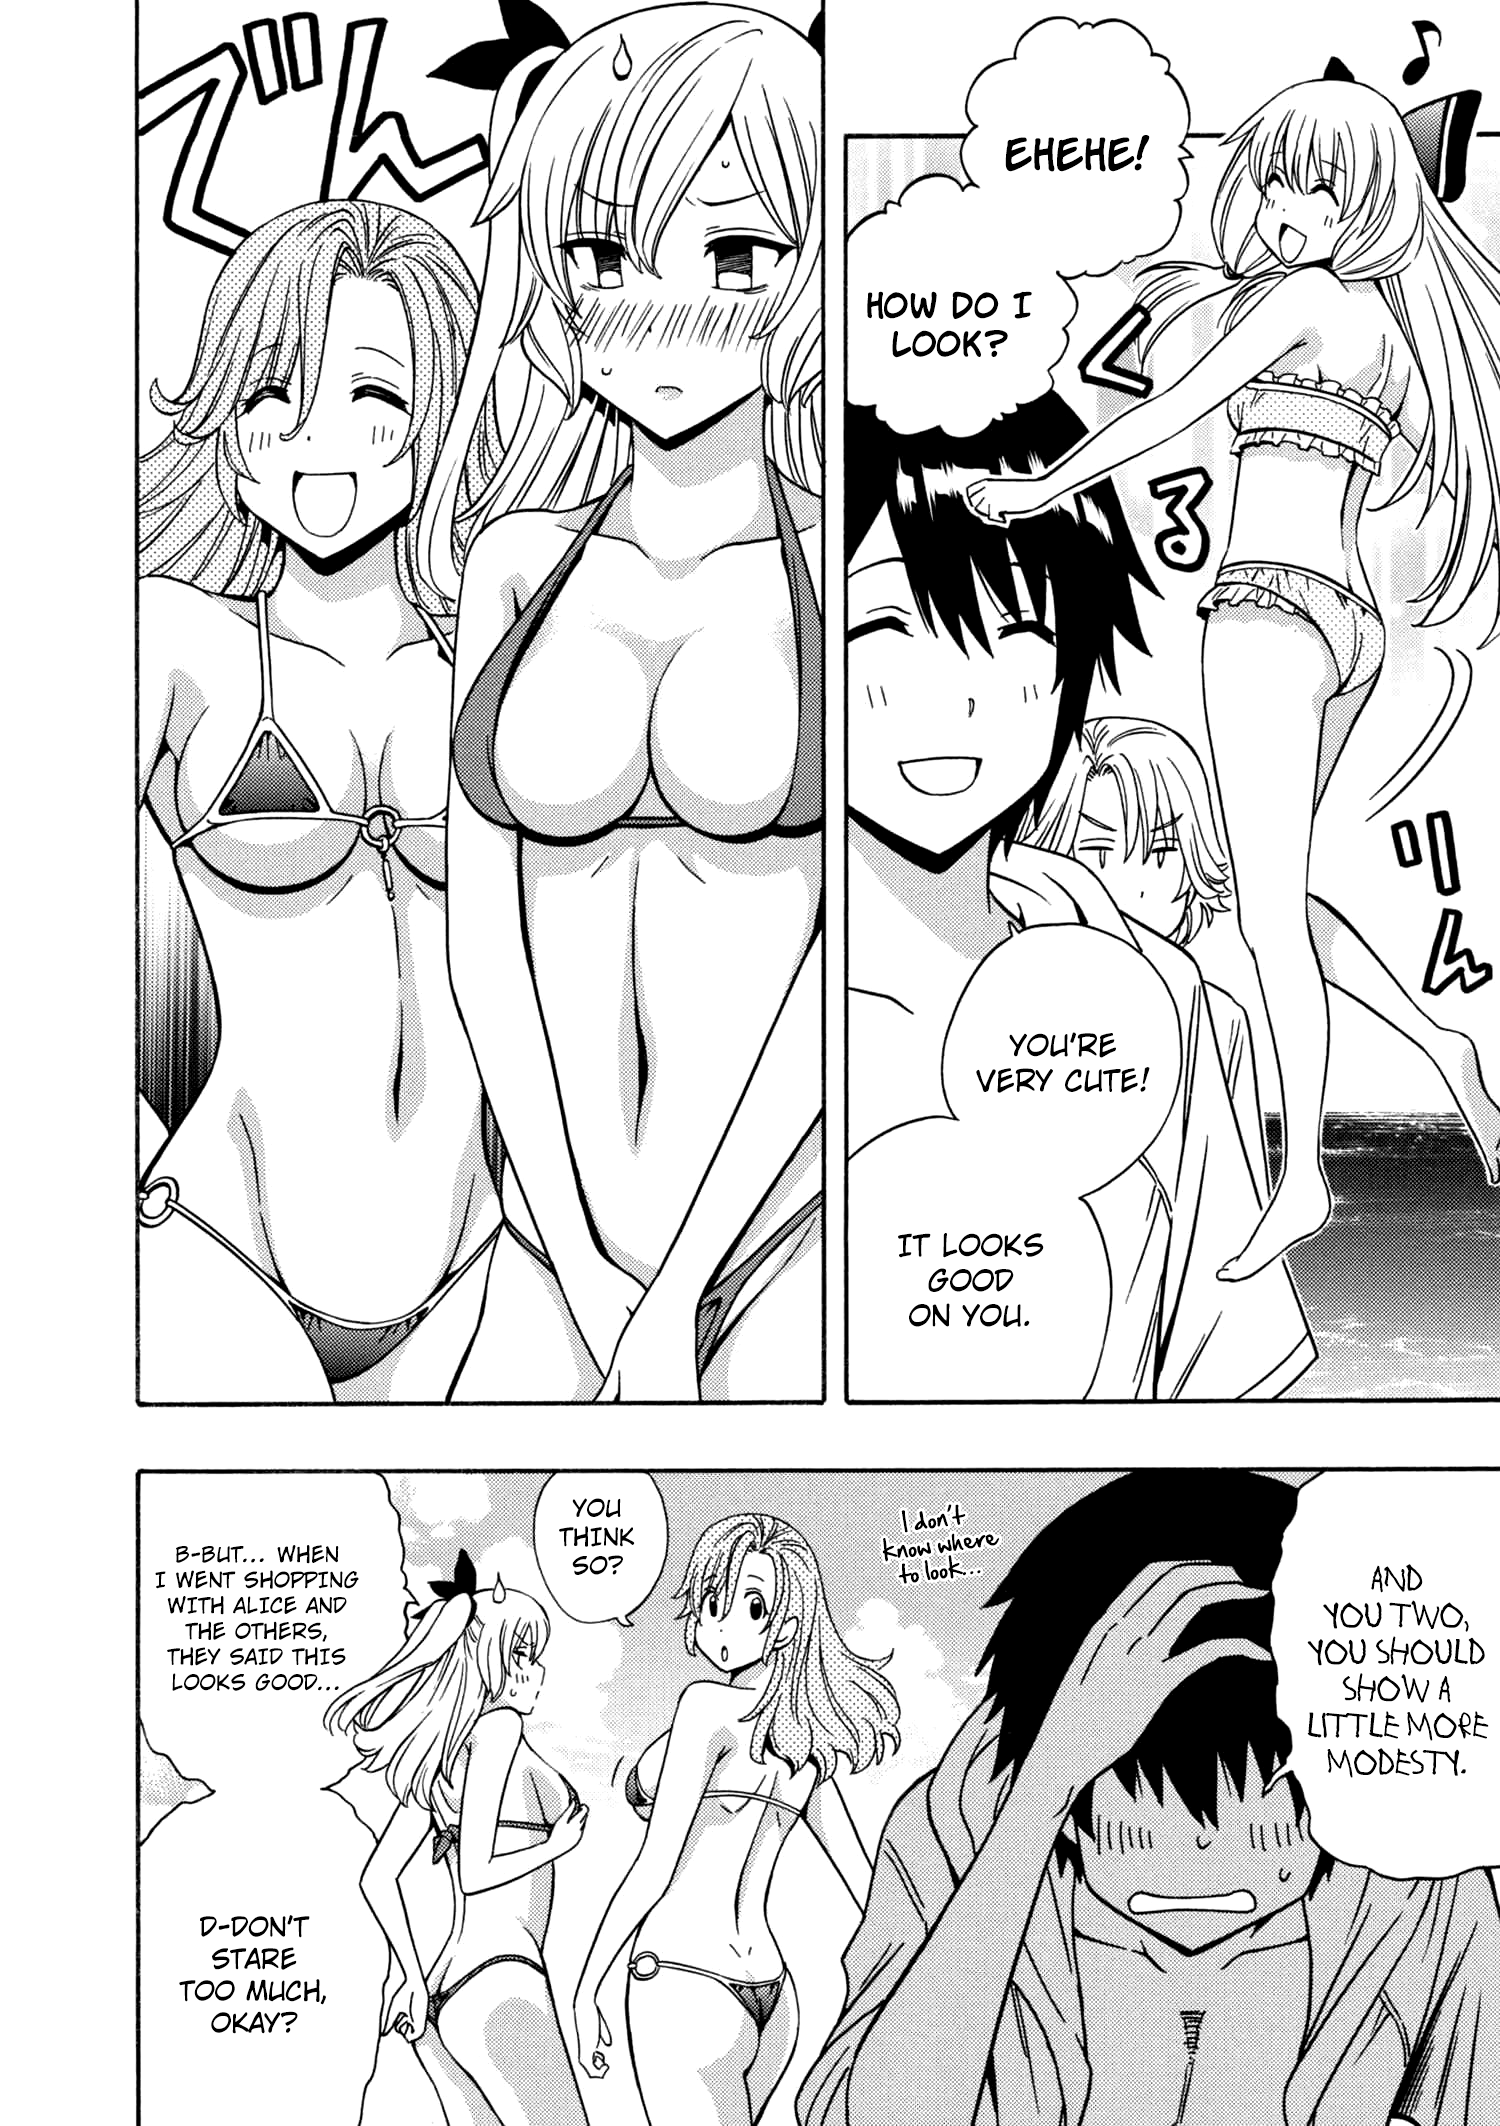 EHEHE!
HOW DO I
LOOK?
くるりん
YOU'RE
VERY CUTE!
IT LOOKS
GOOD
ON YOU.
でん
AND
YOU TWO,
YOU SHOULD
SHOW A
LITTLE MORE
MODESTY.
I don't
know where
to look...
YOU
THINK
SO?
B-BUT... WHEN
I WENT SHOPPING
WITH ALICE AND
THE OTHERS,
THEY SAID THIS
LOOKS GOOD...
D-DON'T
STARE
TOO MUCH,
OKAY?